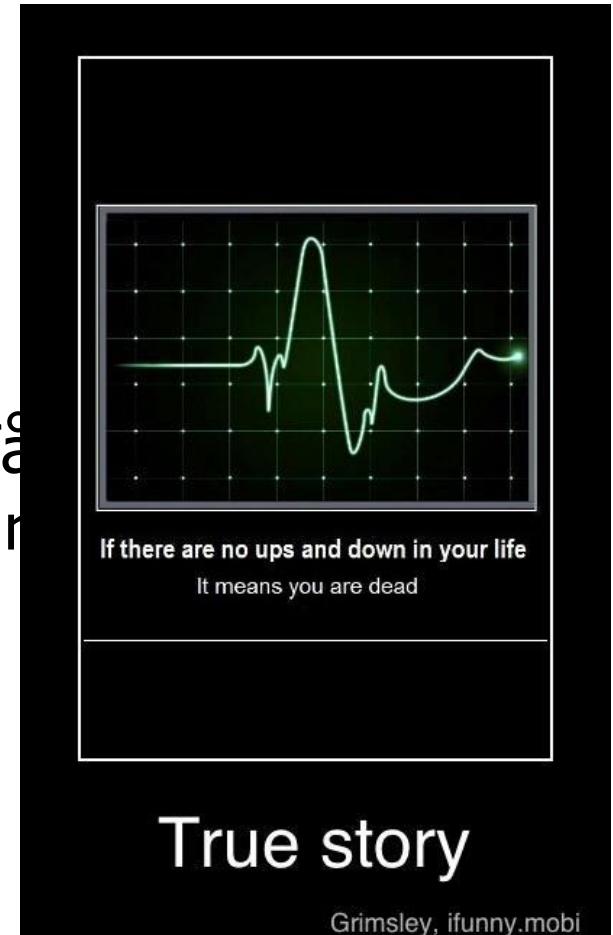 If there are no ups and down in your life
It means you are dead
True story
Grimsley, ifunny.mobi